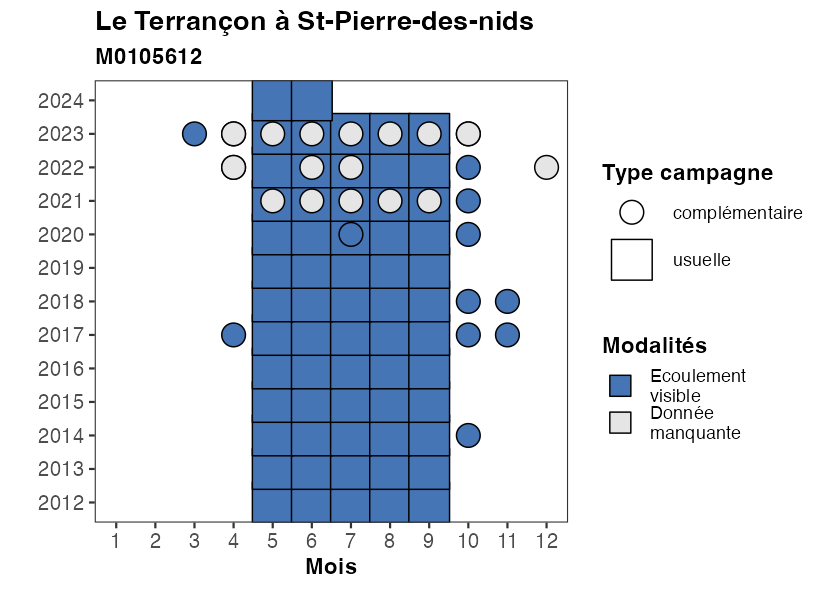 Le Terrançon à St-Pierre-des-nids
M0105612
2024
2023
2022
2021
2020
2019
2018
2017
2016
2015
2014
2013
2012
1 2 3 4 5 6 7 8 9 10 11 12
Mois
Type campagne
complémentaire
usuelle
Modalités
Ecoulement
visible
Donnée
manquante